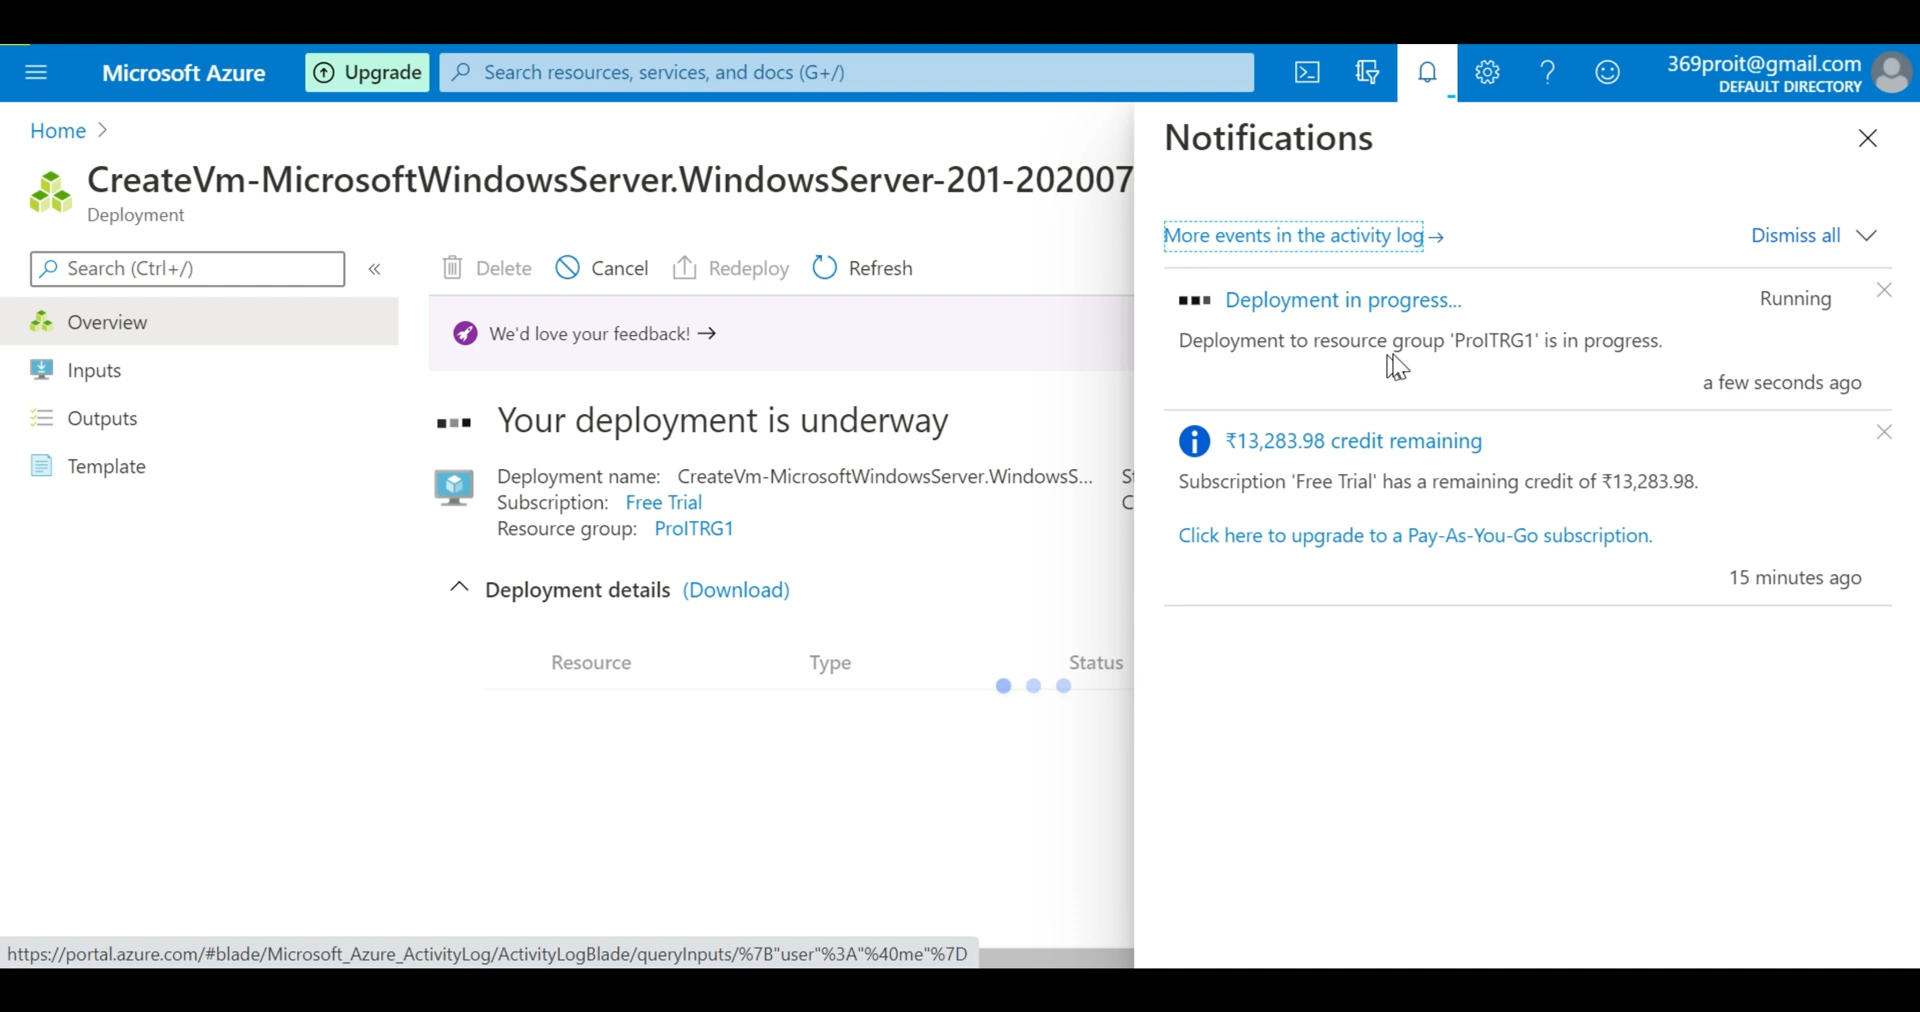 Microsoft Azure
Upgrade
Search resources, services, and docs (G+/)
369proit@gmail.com
DEFAULT DIRECTORY
Home
CreateVm-MicrosoftWindowsServer.WindowsServer-201-202007
Deployment
Search (Ctrl+/)
«
Overview
Inputs
Outputs
Template
Delete
Cancel
Redeploy
Refresh
We'd love your feedback! →
Your deployment is underway
Deployment name: CreateVm-MicrosoftWindowsServer.WindowsS...
Subscription: Free Trial
Resource group: ProITRG1
Deployment details (Download)
Resource Type Status
Notifications
More events in the activity log →
Dismiss all
Deployment in progress...
Running
Deployment to resource group 'ProITRG1' is in progress.
a few seconds ago
₹13,283.98 credit remaining
Subscription 'Free Trial' has a remaining credit of ₹13,283.98.
Click here to upgrade to a Pay-As-You-Go subscription.
15 minutes ago
https://portal.azure.com/#blade/Microsoft_Azure_ActivityLog/ActivityLogBlade/queryInputs/%7B"user"%3A"%40me"%7D